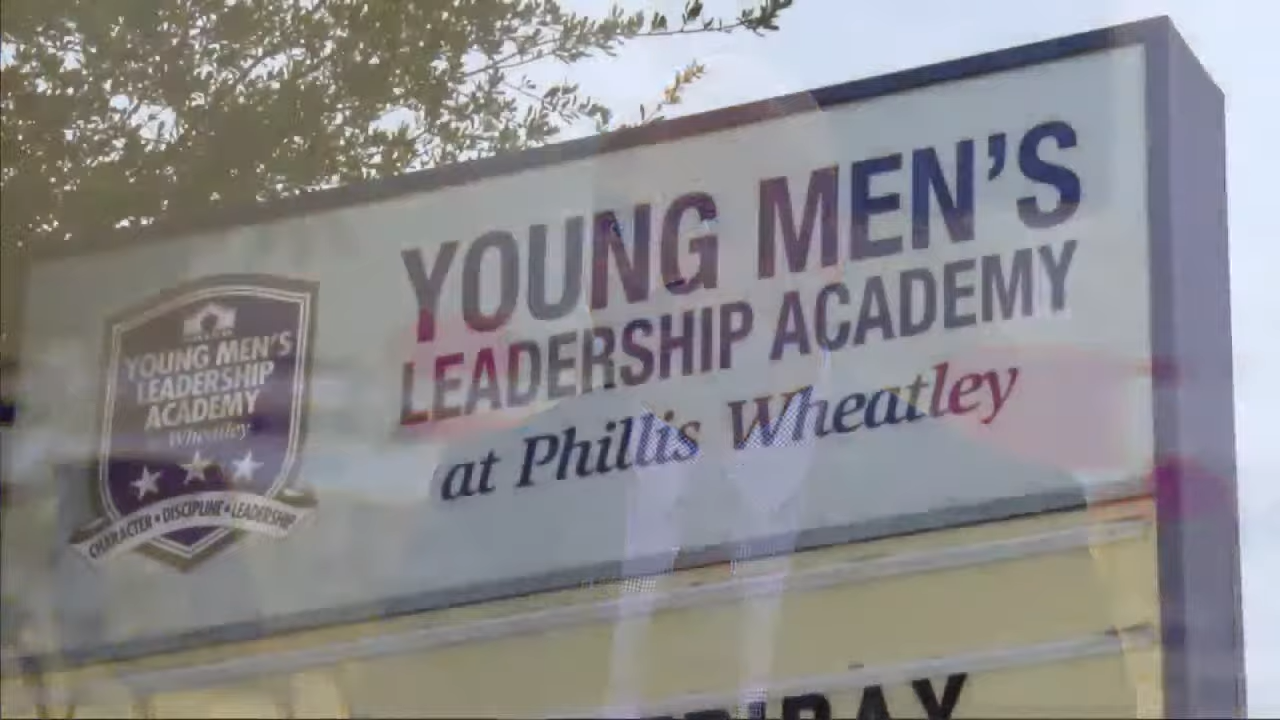 YOUNG MEN'S
LEADERSHIP ACADEMY
at Phillis Wheatley
YOUNG MEN'S
LEADERSHIP
ACADEMY
Wheatley
CHARACTER • DISCIPLINE • LEADERSHIP